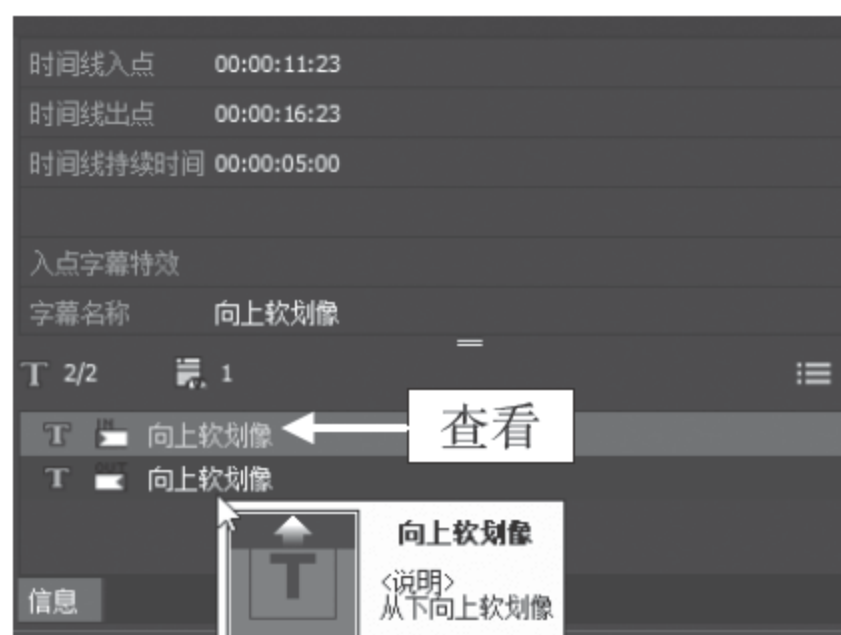 时间线入点 00:00:11:23
时间线出点 00:00:16:23
时间线持续时间 00:00:05:00
入点字幕特效
字幕名称 向上软划像
T 2/2 1
T IN 向上软划像 查看
T OUT 向上软划像
向上软划像
T
<说明>
从下向上软划像
信息